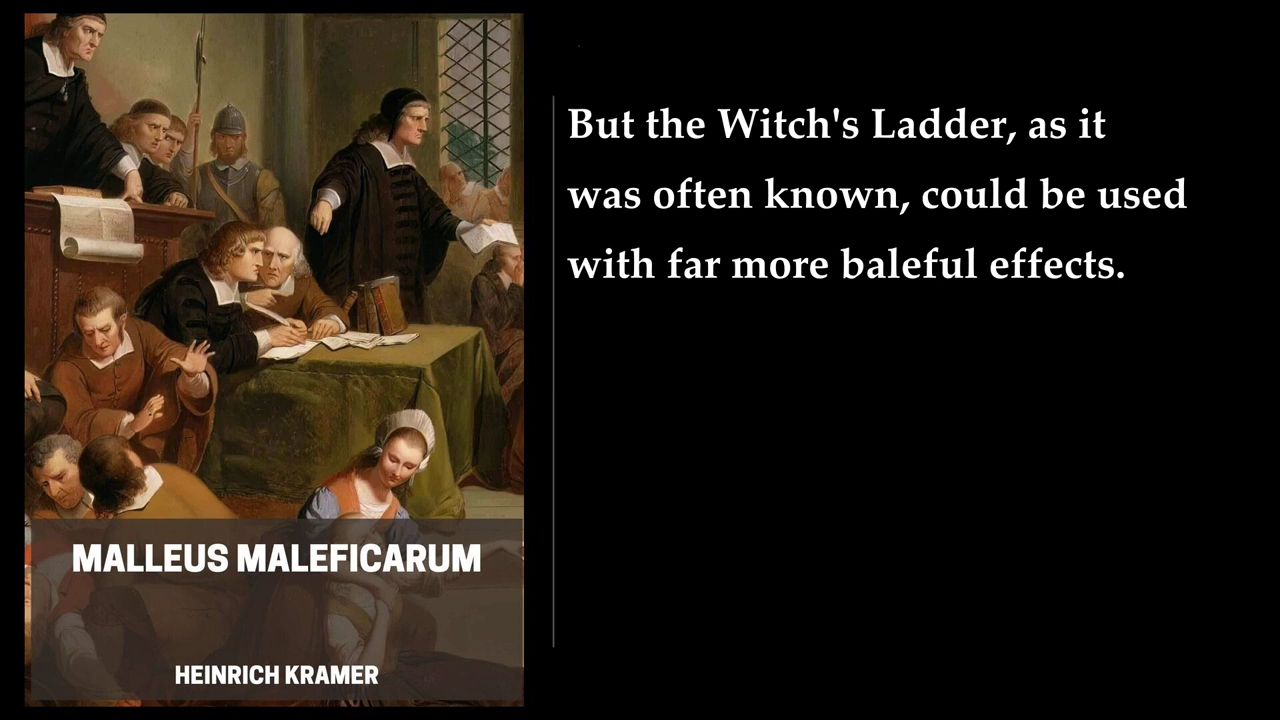 But the Witch's Ladder, as it
was often known, could be used
with far more baleful effects.
MALLEUS MALEFICARUM
HEINRICH KRAMER